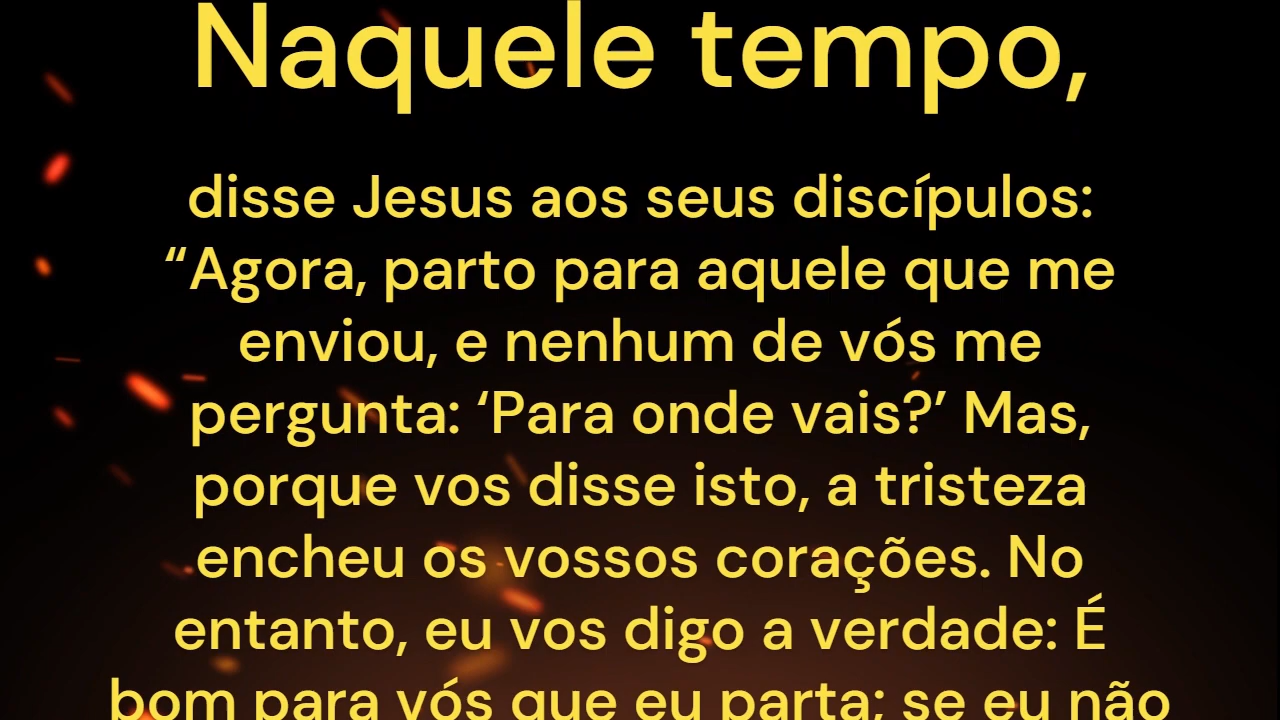 Naquele tempo,
disse Jesus aos seus discípulos:
“Agora, parto para aquele que me
enviou, e nenhum de vós me
pergunta: ‘Para onde vais?’ Mas,
porque vos disse isto, a tristeza
encheu os vossos corações. No
entanto, eu vos digo a verdade: É
bom para vós que eu parta; se eu não